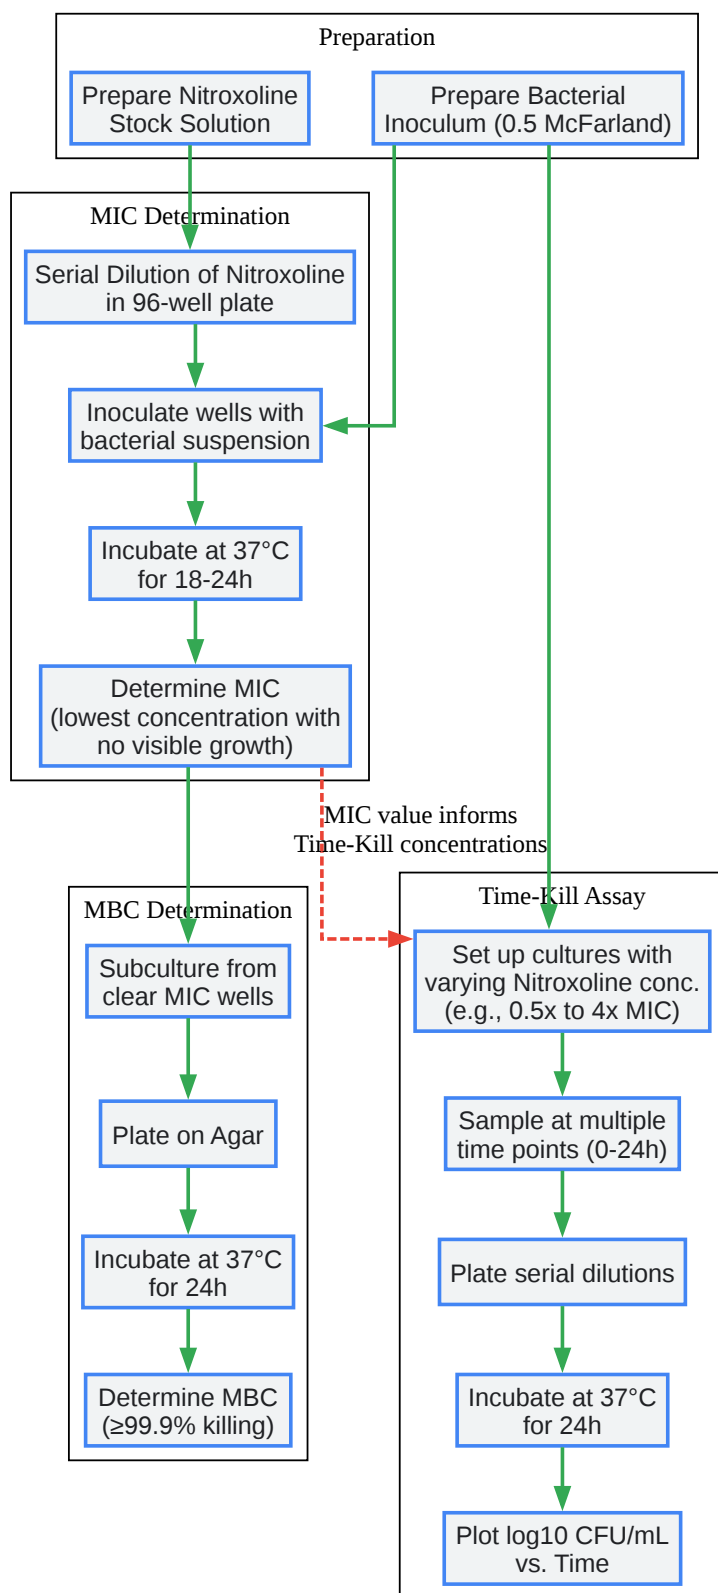 Preparation
Prepare Nitroxoline
Stock Solution
Prepare Bacterial
Inoculum (0.5 McFarland)
MIC Determination
Serial Dilution of Nitroxoline
in 96-well plate
Inoculate wells with
bacterial suspension
Incubate at 37°C
for 18-24h
Determine MIC
(lowest concentration with
no visible growth)
MIC value informs
Time-Kill concentrations
MBC Determination
Subculture from
clear MIC wells
Plate on Agar
Incubate at 37°C
for 24h
Determine MBC
(≥99.9% killing)
Time-Kill Assay
Set up cultures with
varying Nitroxoline conc.
(e.g., 0.5x to 4x MIC)
Sample at multiple
time points (0-24h)
Plate serial dilutions
Incubate at 37°C
for 24h
Plot log10 CFU/mL
vs. Time